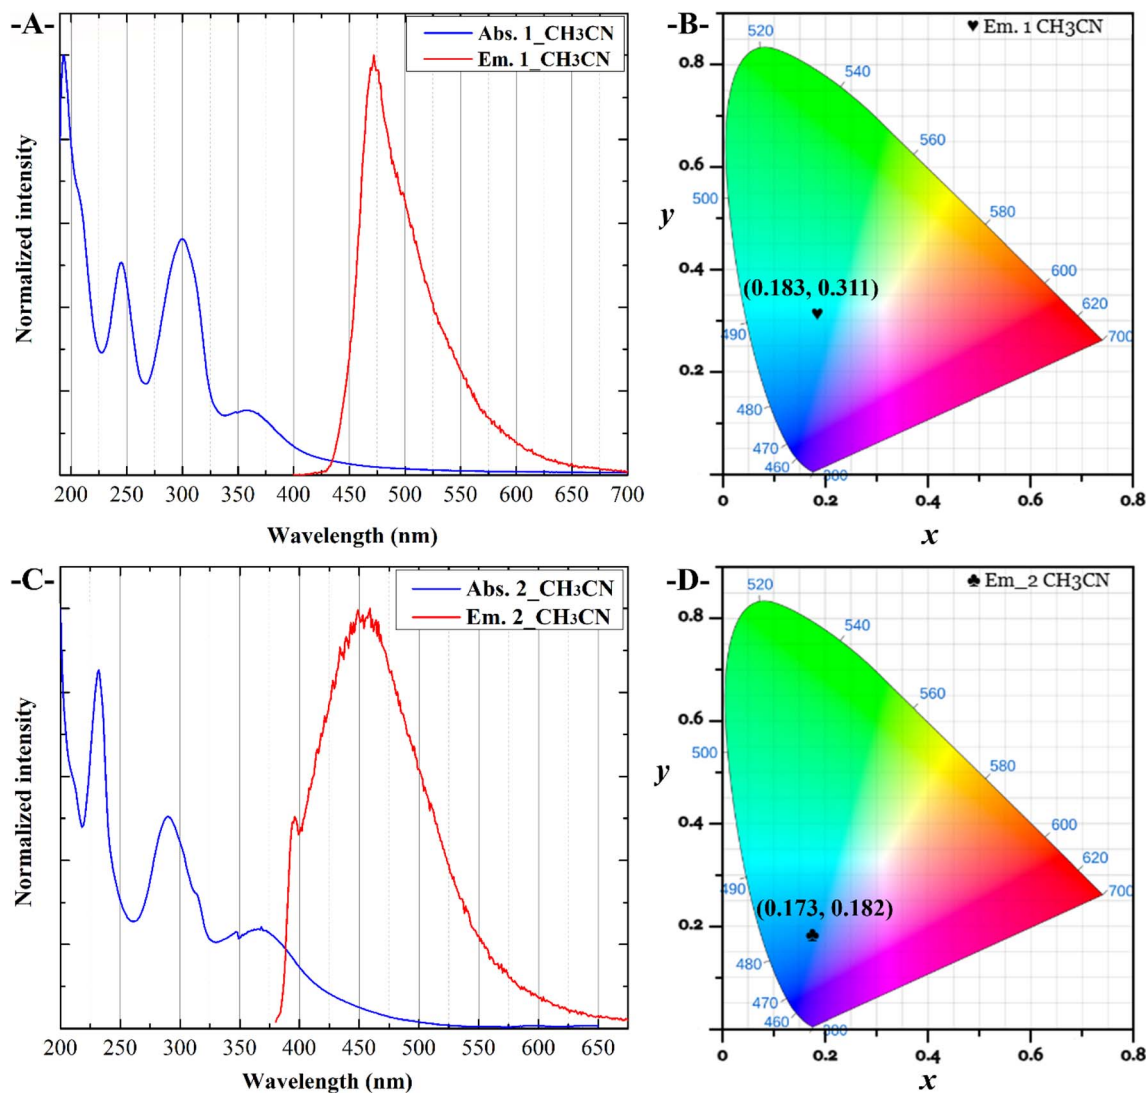 -A-
Abs. 1_CH3CN
Em. 1_CH3CN
Normalized intensity
200 250 300 350 400 450 500 550 600 650 700
Wavelength (nm)
-B-
♥ Em. 1 CH3CN
520
0.8
540
560
0.6
500
580
y
0.4
600
(0.183, 0.311)
620
490
700
0.2
480
470
460
0 0.2 0.4 0.6 0.8
x
-C-
Abs. 2_CH3CN
Em. 2_CH3CN
Normalized intensity
200 250 300 350 400 450 500 550 600 650
Wavelength (nm)
-D-
♣ Em_2 CH3CN
520
0.8
540
560
0.6
500
580
y
0.4
600
620
490
700
(0.173, 0.182)
0.2
480
470
460
0 0.2 0.4 0.6 0.8
x